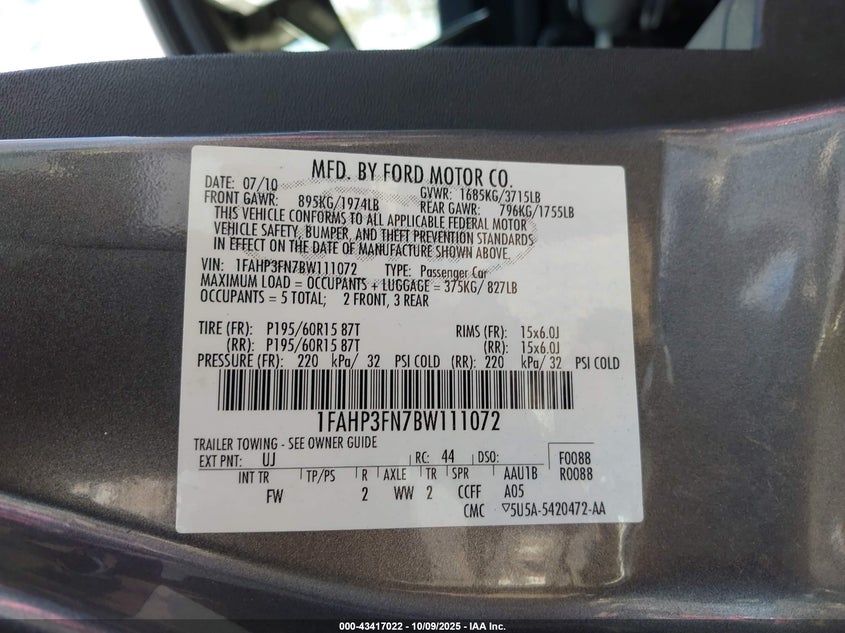 MFD. BY FORD MOTOR CO.
DATE: 07/10 GVWR: 1685KG/3715LB
FRONT GAWR: 895KG/1974LB REAR GAWR: 796KG/1755LB
THIS VEHICLE CONFORMS TO ALL APPLICABLE FEDERAL MOTOR
VEHICLE SAFETY, BUMPER, AND THEFT PREVENTION STANDARDS
IN EFFECT ON THE DATE OF MANUFACTURE SHOWN ABOVE.
VIN: 1FAHP3FN7BW111072 TYPE: Passenger Car
MAXIMUM LOAD = OCCUPANTS + LUGGAGE = 375KG/ 827LB
OCCUPANTS = 5 TOTAL; 2 FRONT, 3 REAR
TIRE (FR): P195/60R15 87T RIMS (FR): 15x6.0J
(RR): P195/60R15 87T (RR): 15x6.0J
PRESSURE (FR): 220 kPa/ 32 PSI COLD (RR): 220 kPa/ 32 PSI COLD
1FAHP3FN7BW111072
TRAILER TOWING - SEE OWNER GUIDE
EXT PNT: UJ RC: 44 DSO: F0088
R0088
INT TR TP/PS R AXLE TR SPR AAU1B
FW 2 WW 2 CCFF A05
CMC ▽5U5A-5420472-AA
000-43417022 - 10/09/2025 - IAA Inc.